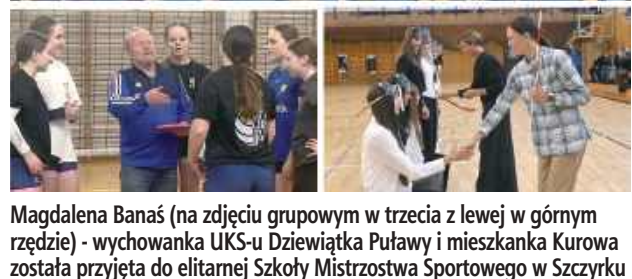 Magdalena Banaś (na zdjęciu grupowym w trzecia z lewej w górnym
rzędzie) - wychowanka UKS-u Dziewiątka Puławy i mieszkanka Kurowa
została przyjęta do elitarnej Szkoły Mistrzostwa Sportowego w Szczyrku